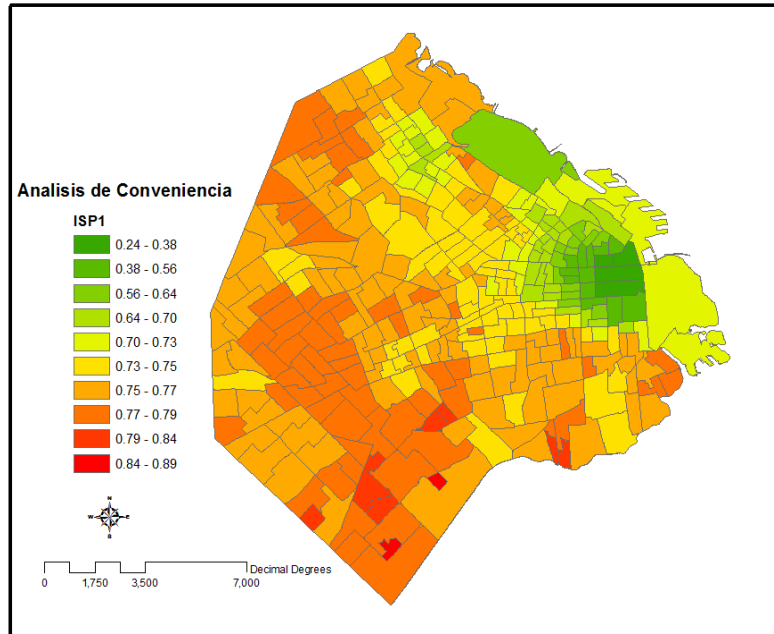 Analisis de Conveniencia
ISP1
0.24 - 0.38
0.38 - 0.56
0.56 - 0.64
0.64 - 0.70
0.70 - 0.73
0.73 - 0.75
0.75 - 0.77
0.77 - 0.79
0.79 - 0.84
0.84 - 0.89
N
W E
S
Decimal Degrees
0 1,750 3,500 7,000